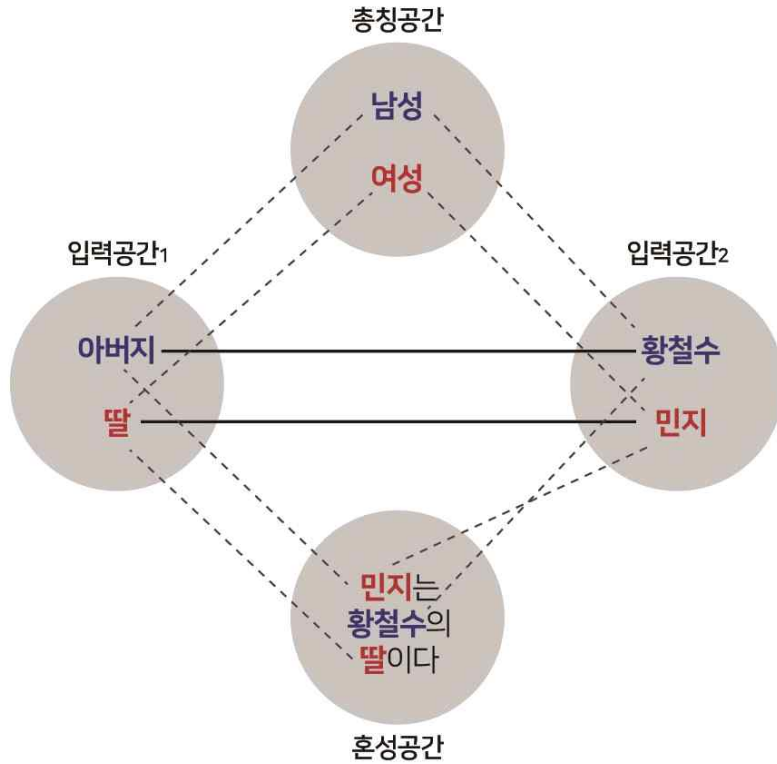 총칭공간
남성
여성
입력공간1
입력공간2
아버지
황철수
딸
민지
민지는
황철수의
딸이다
혼성공간